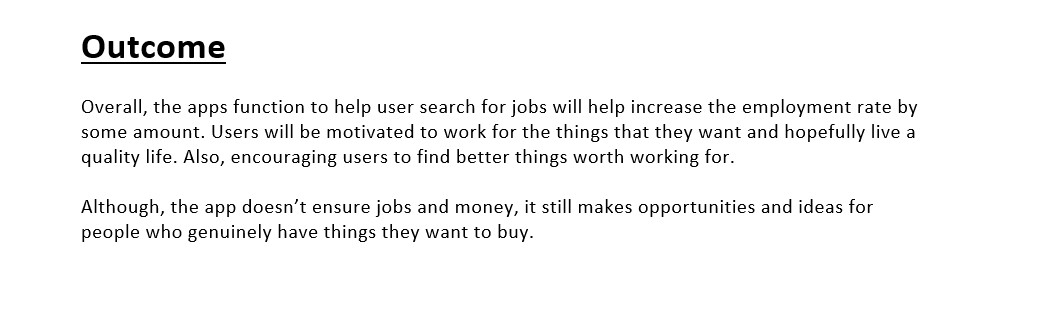 Outcome
Overall, the apps function to help user search for jobs will help increase the employment rate by
some amount. Users will be motivated to work for the things that they want and hopefully live a
quality life. Also, encouraging users to find better things worth working for.
Although, the app doesn’t ensure jobs and money, it still makes opportunities and ideas for
people who genuinely have things they want to buy.